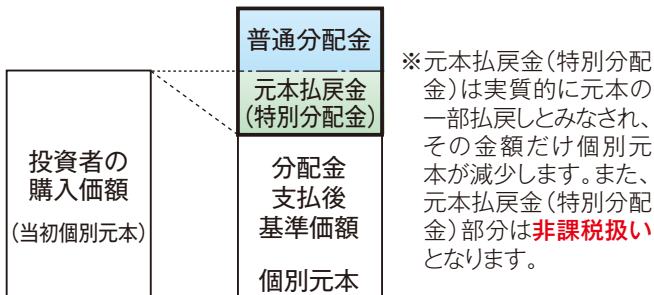 普通分配金
元本払戻金
(特別分配金)
投資者の
購入価額
(当初個別元本)
分配金
支払後
基準価額
個別元本
※元本払戻金(特別分配
金)は実質的に元本の
一部払戻しとみなされ、
その金額だけ個別元
本が減少します。また、
元本払戻金(特別分配
金)部分は非課税扱い
となります。